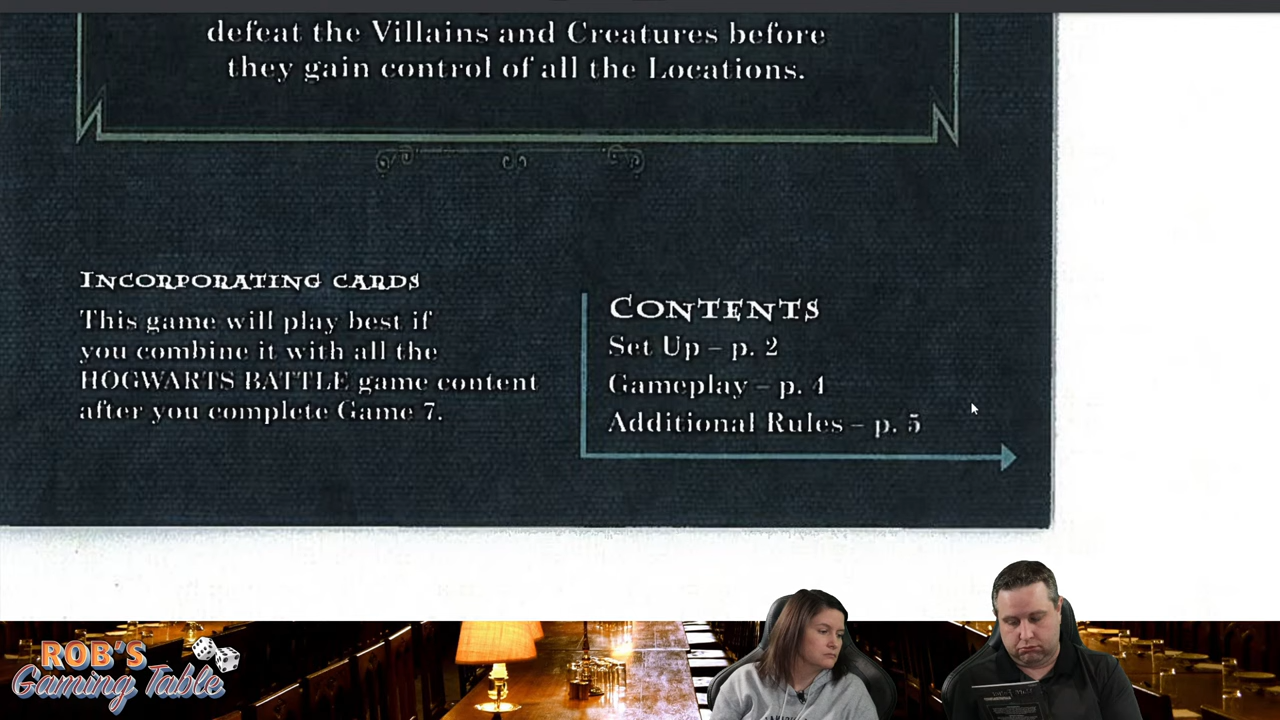 defeat the Villains and Creatures before
they gain control of all the Locations.
INCORPORATING CARDS
This game will play best if
you combine it with all the
HOGWARTS BATTLE game content
after you complete Game 7.
CONTENTS
Set Up – p. 2
Gameplay – p. 4
Additional Rules – p. 5
ROB'S
Gaming Table